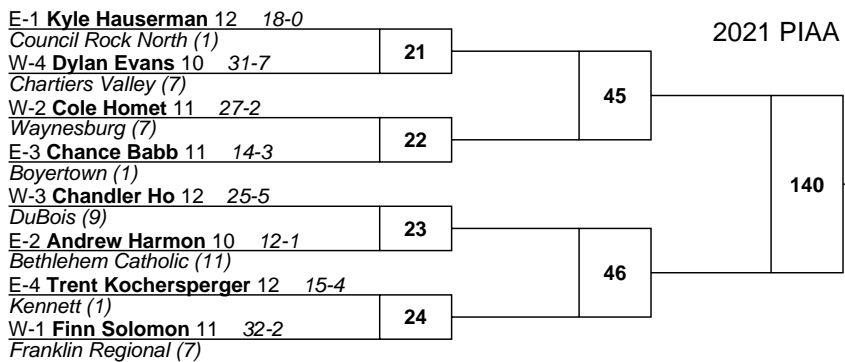 E-1 Kyle Hauserman 12 18-0
Council Rock North (1)
W-4 Dylan Evans 10 31-7
Chartiers Valley (7)
W-2 Cole Homet 11 27-2
Waynesburg (7)
E-3 Chance Babb 11 14-3
Boyertown (1)
W-3 Chandler Ho 12 25-5
DuBois (9)
E-2 Andrew Harmon 10 12-1
Bethlehem Catholic (11)
E-4 Trent Kochersperger 12 15-4
Kennett (1)
W-1 Finn Solomon 11 32-2
Franklin Regional (7)
21
22
23
24
45
46
140
2021 PIAA